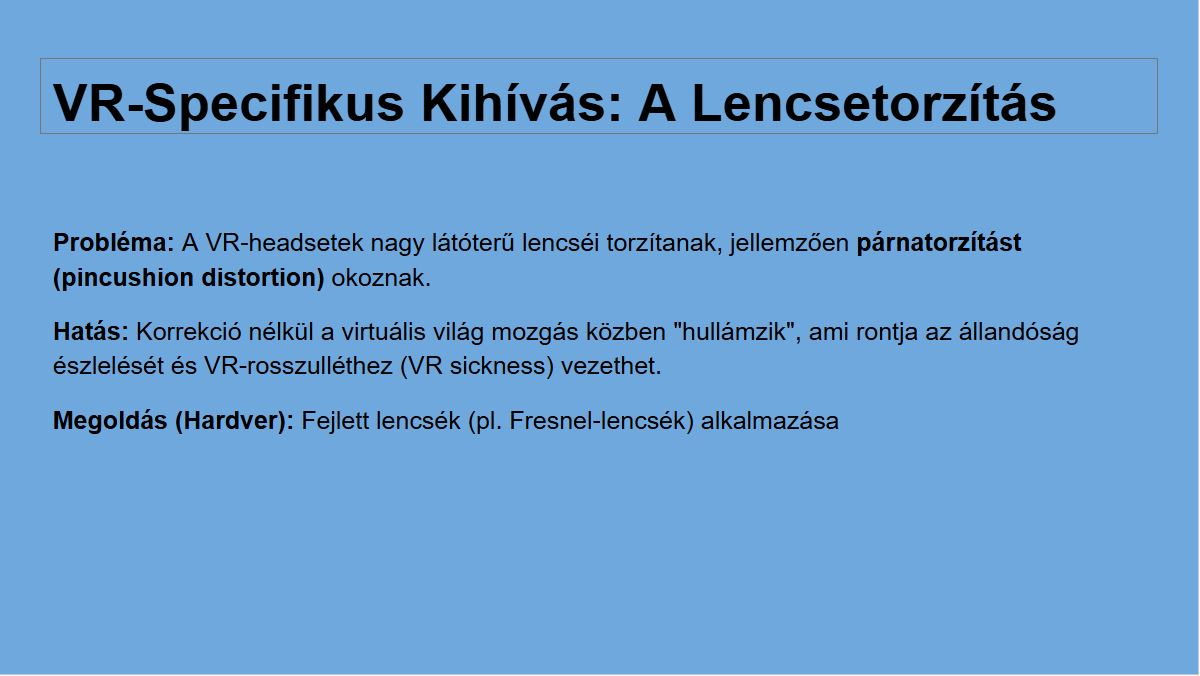 VR-Specifikus Kihívás: A Lencsetorzítás
Probléma: A VR-headsetek nagy látóterű lencséi torzítanak, jellemzően párnatorzítást
(pincushion distortion) okoznak.
Hatás: Korrekció nélkül a virtuális világ mozgás közben "hullámzik", ami rontja az állandóság
észlelését és VR-rosszulléthez (VR sickness) vezethet.
Megoldás (Hardver): Fejlett lencsék (pl. Fresnel-lencsék) alkalmazása